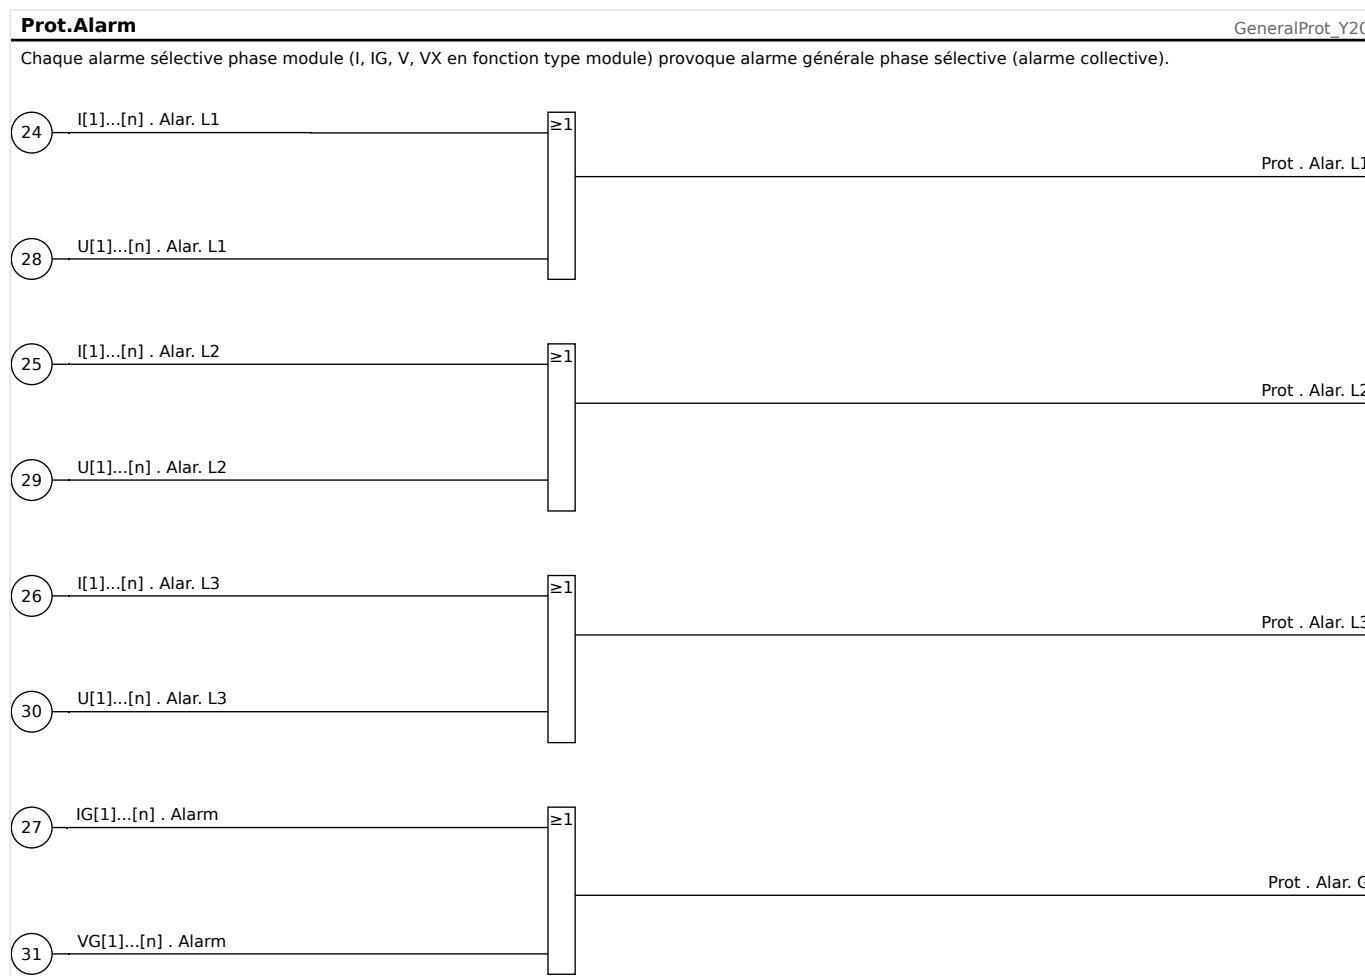 Prot.Alarm
GeneralProt_Y20
Chaque alarme sélective phase module (I, IG, V, VX en fonction type module) provoque alarme générale phase sélective (alarme collective).
24
I[1]...[n] . Alar. L1
≥1
Prot . Alar. L1
28
U[1]...[n] . Alar. L1
25
I[1]...[n] . Alar. L2
≥1
Prot . Alar. L2
29
U[1]...[n] . Alar. L2
26
I[1]...[n] . Alar. L3
≥1
Prot . Alar. L3
30
U[1]...[n] . Alar. L3
27
IG[1]...[n] . Alarm
≥1
Prot . Alar. G
31
VG[1]...[n] . Alarm